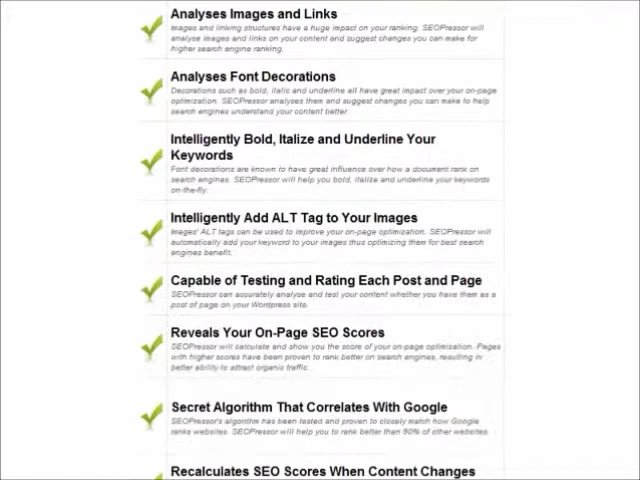 Analyses Images and Links
Images and linking structures have a huge impact on your ranking. SEOPressor will
analyse images and links on your content and suggest changes you can make for
higher search engine ranking.
Analyses Font Decorations
Decorations such as bold, italic and underline all have great impact over your on-page
optimization. SEOPressor analyses them and suggest changes you can make to help
search engines understand your content better.
Intelligently Bold, Italize and Underline Your
Keywords
Font decorations are known to have great influence over how a document rank on
search engines. SEOPressor will help you bold, italize and underline your keywords
on-the-fly.
Intelligently Add ALT Tag to Your Images
Images' ALT tags can be used to improve your on-page optimization. SEOPressor will
automatically add your keyword to your images thus optimizing them for best search
engines benefit.
Capable of Testing and Rating Each Post and Page
SEOPressor can accurately analyse and test your content whether you have them as a
post of page on your Wordpress site.
Reveals Your On-Page SEO Scores
SEOPressor will calculate and show you the score of your on-page optimization. Pages
with higher scores have been proven to rank better on search engines, resulting in
better ability to attract organic traffic.
Secret Algorithm That Correlates With Google
SEOPressor's algorithm has been tested and proven to closely match how Google
ranks websites. SEOPressor will help you to rank better than 90% of other websites.
Recalculates SEO Scores When Content Changes